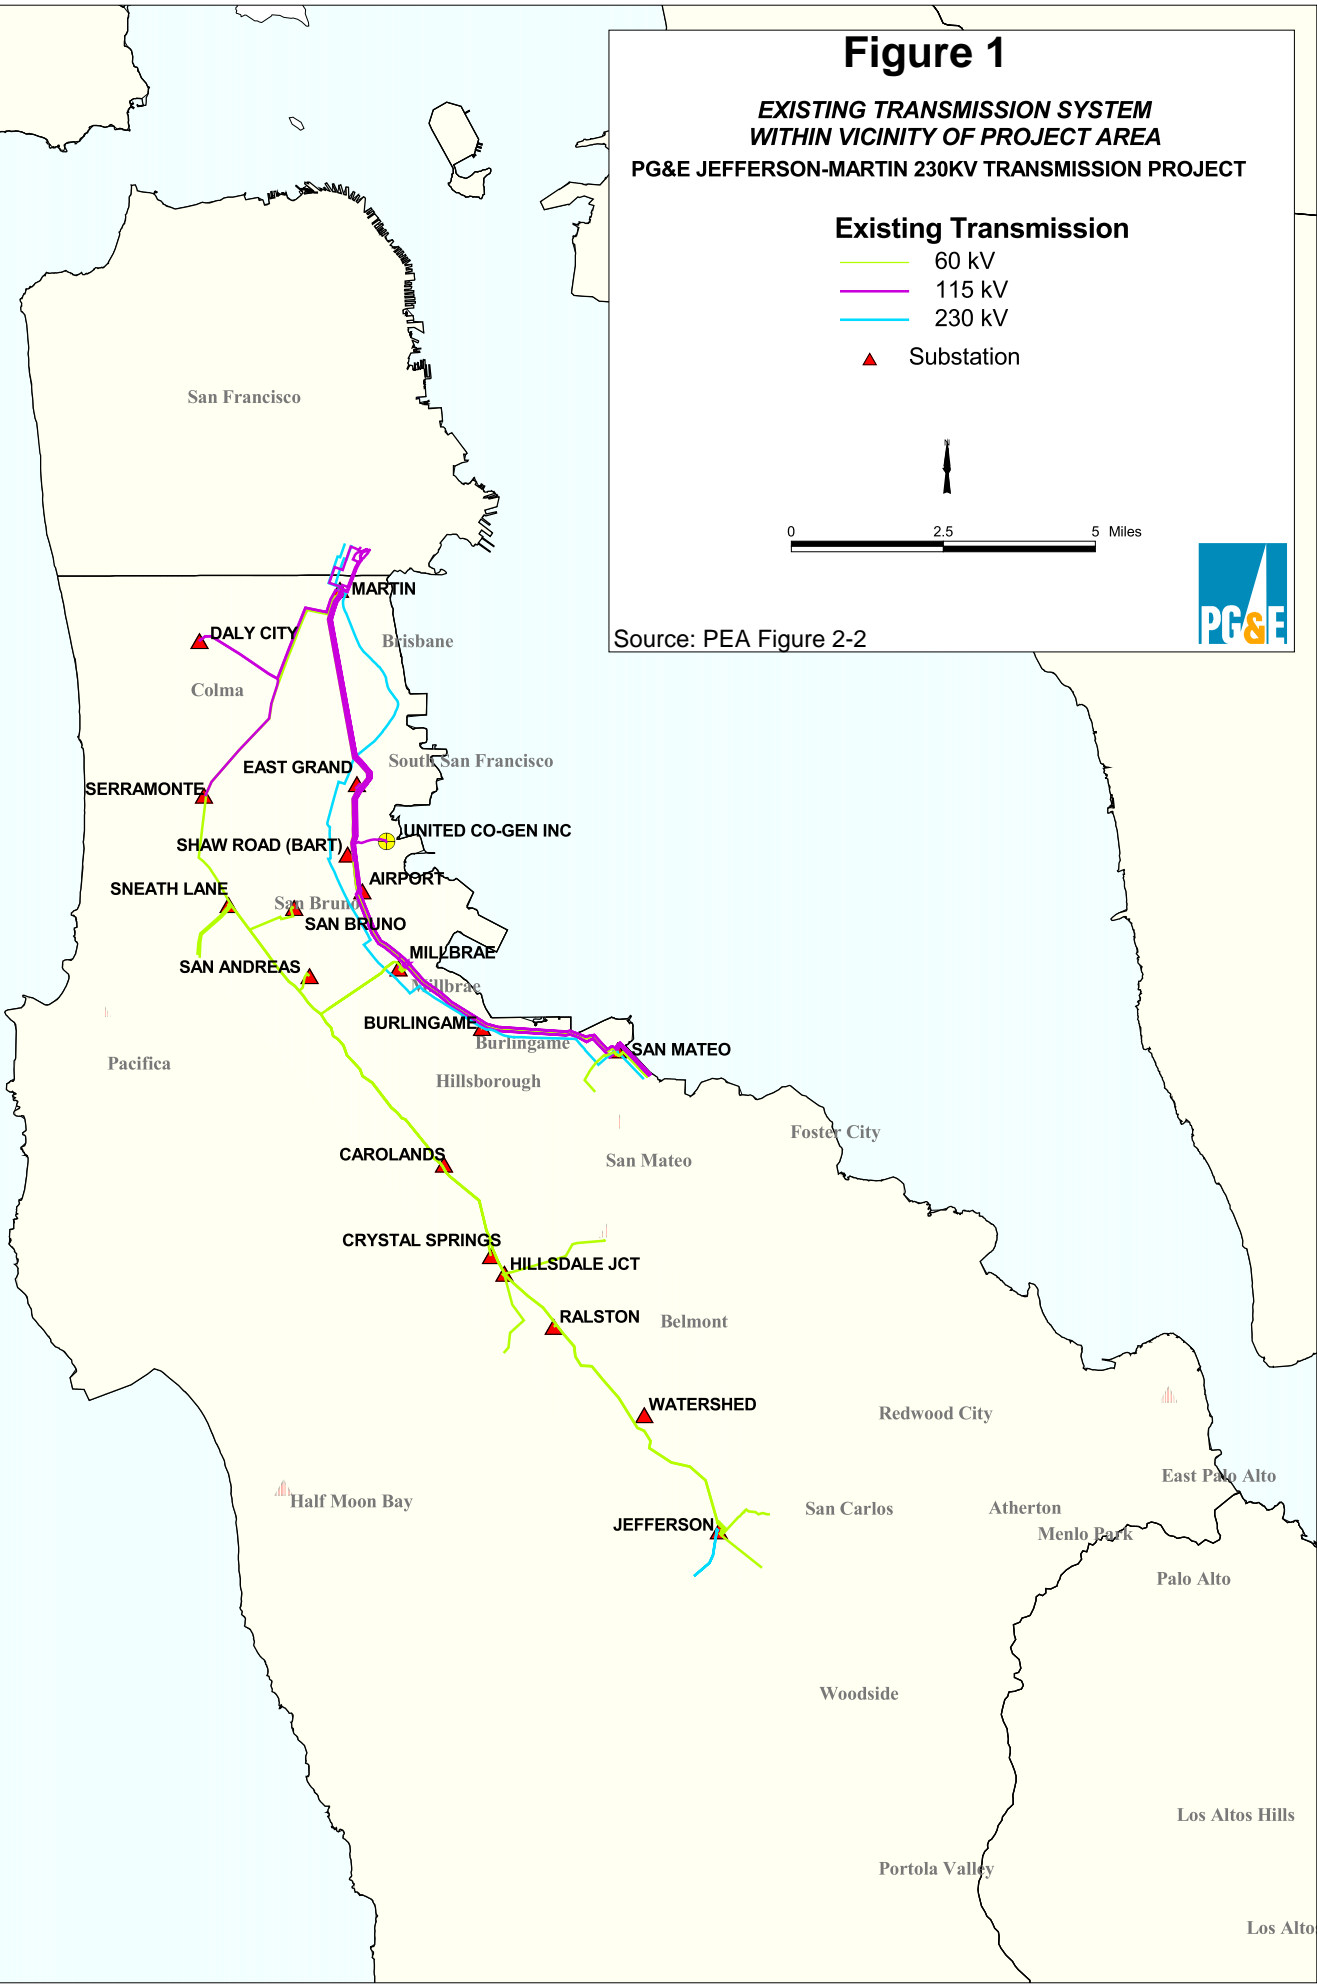 Figure 1
EXISTING TRANSMISSION SYSTEM
WITHIN VICINITY OF PROJECT AREA
PG&E JEFFERSON-MARTIN 230KV TRANSMISSION PROJECT
Existing Transmission
60 kV
115 kV
230 kV
Substation
N
0 2.5 5 Miles
PG&E
Source: PEA Figure 2-2
San Francisco
MARTIN
DALY CITY
Brisbane
Colma
South San Francisco
EAST GRAND
SERRAMONTE
UNITED CO-GEN INC
SHAW ROAD (BART)
AIRPORT
SNEATH LANE
San Bruno
SAN BRUNO
MILLBRAE
SAN ANDREAS
Millbrae
BURLINGAME
Burlingame
SAN MATEO
Pacifica
Hillsborough
Foster City
CAROLANDS
San Mateo
CRYSTAL SPRINGS
HILLSDALE JCT
RALSTON
Belmont
WATERSHED
Redwood City
East Palo Alto
Half Moon Bay
San Carlos
Atherton
JEFFERSON
Menlo Park
Palo Alto
Woodside
Los Altos Hills
Portola Valley
Los Alto